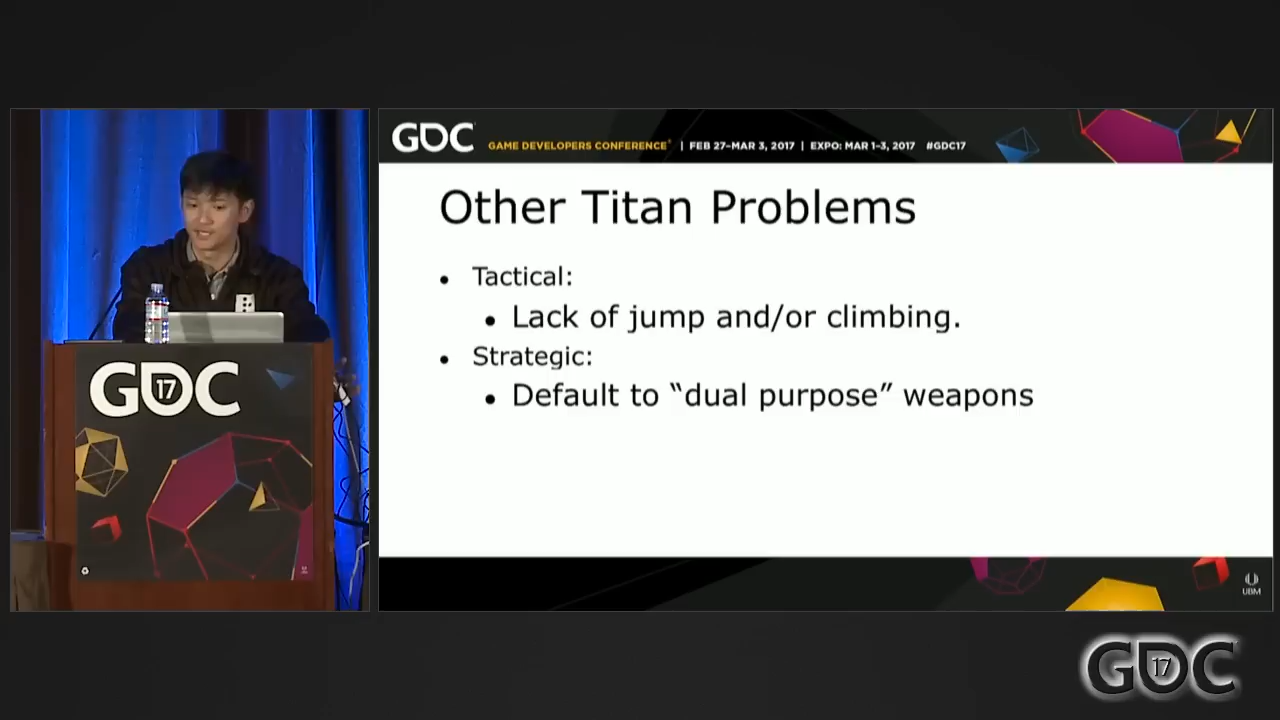 GDC
GAME DEVELOPERS CONFERENCE® | FEB 27–MAR 3, 2017 | EXPO: MAR 1–3, 2017 #GDC17
Other Titan Problems
• Tactical:
• Lack of jump and/or climbing.
• Strategic:
• Default to “dual purpose” weapons
UBM
GDC
17
GDC
17